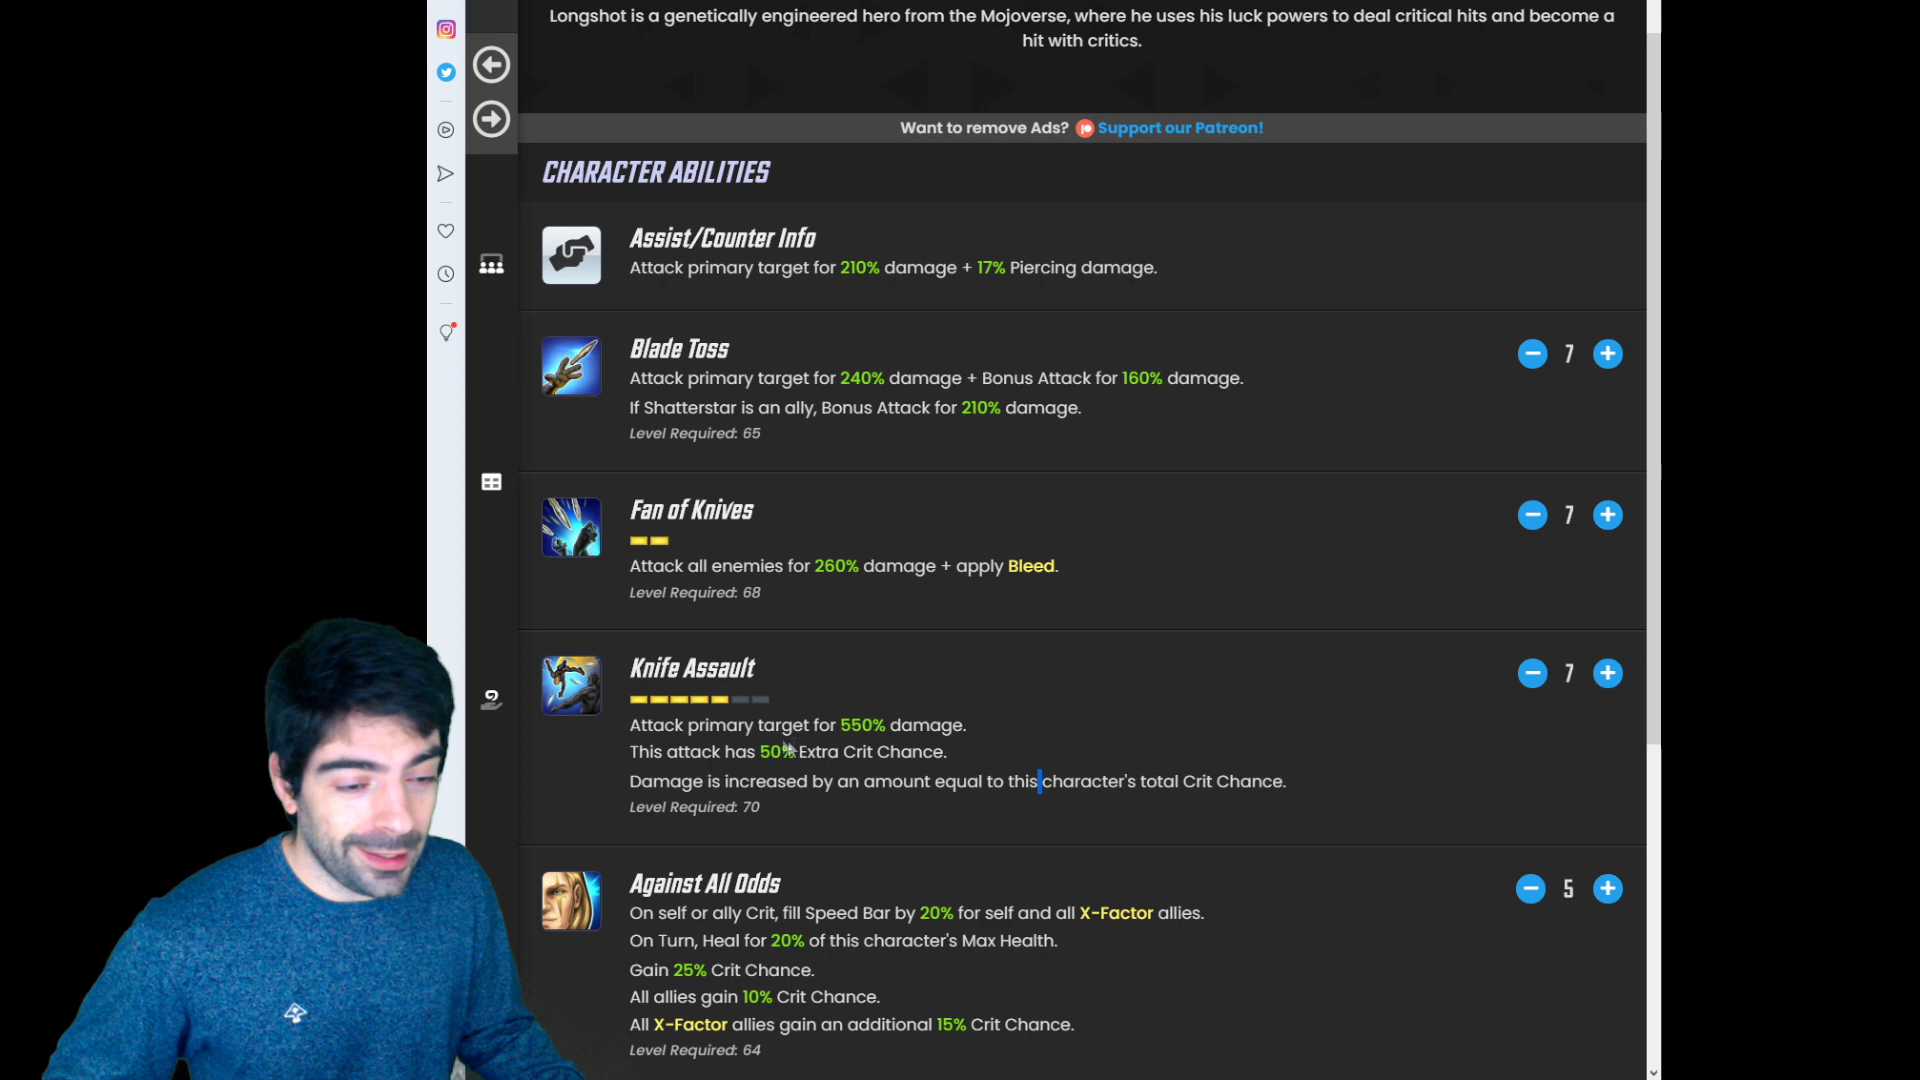 Longshot is a genetically engineered hero from the Mojoverse, where he uses his luck powers to deal critical hits and become a
hit with critics.
Want to remove Ads? Support our Patreon!
CHARACTER ABILITIES
Assist/Counter Info
Attack primary target for 210% damage + 17% Piercing damage.
Blade Toss
7
Attack primary target for 240% damage + Bonus Attack for 160% damage.
If Shatterstar is an ally, Bonus Attack for 210% damage.
Level Required: 65
Fan of Knives
7
Attack all enemies for 260% damage + apply Bleed.
Level Required: 68
Knife Assault
7
Attack primary target for 550% damage.
This attack has 50% Extra Crit Chance.
Damage is increased by an amount equal to this character's total Crit Chance.
Level Required: 70
Against All Odds
5
On self or ally Crit, fill Speed Bar by 20% for self and all X-Factor allies.
On Turn, Heal for 20% of this character's Max Health.
Gain 25% Crit Chance.
All allies gain 10% Crit Chance.
All X-Factor allies gain an additional 15% Crit Chance.
Level Required: 64